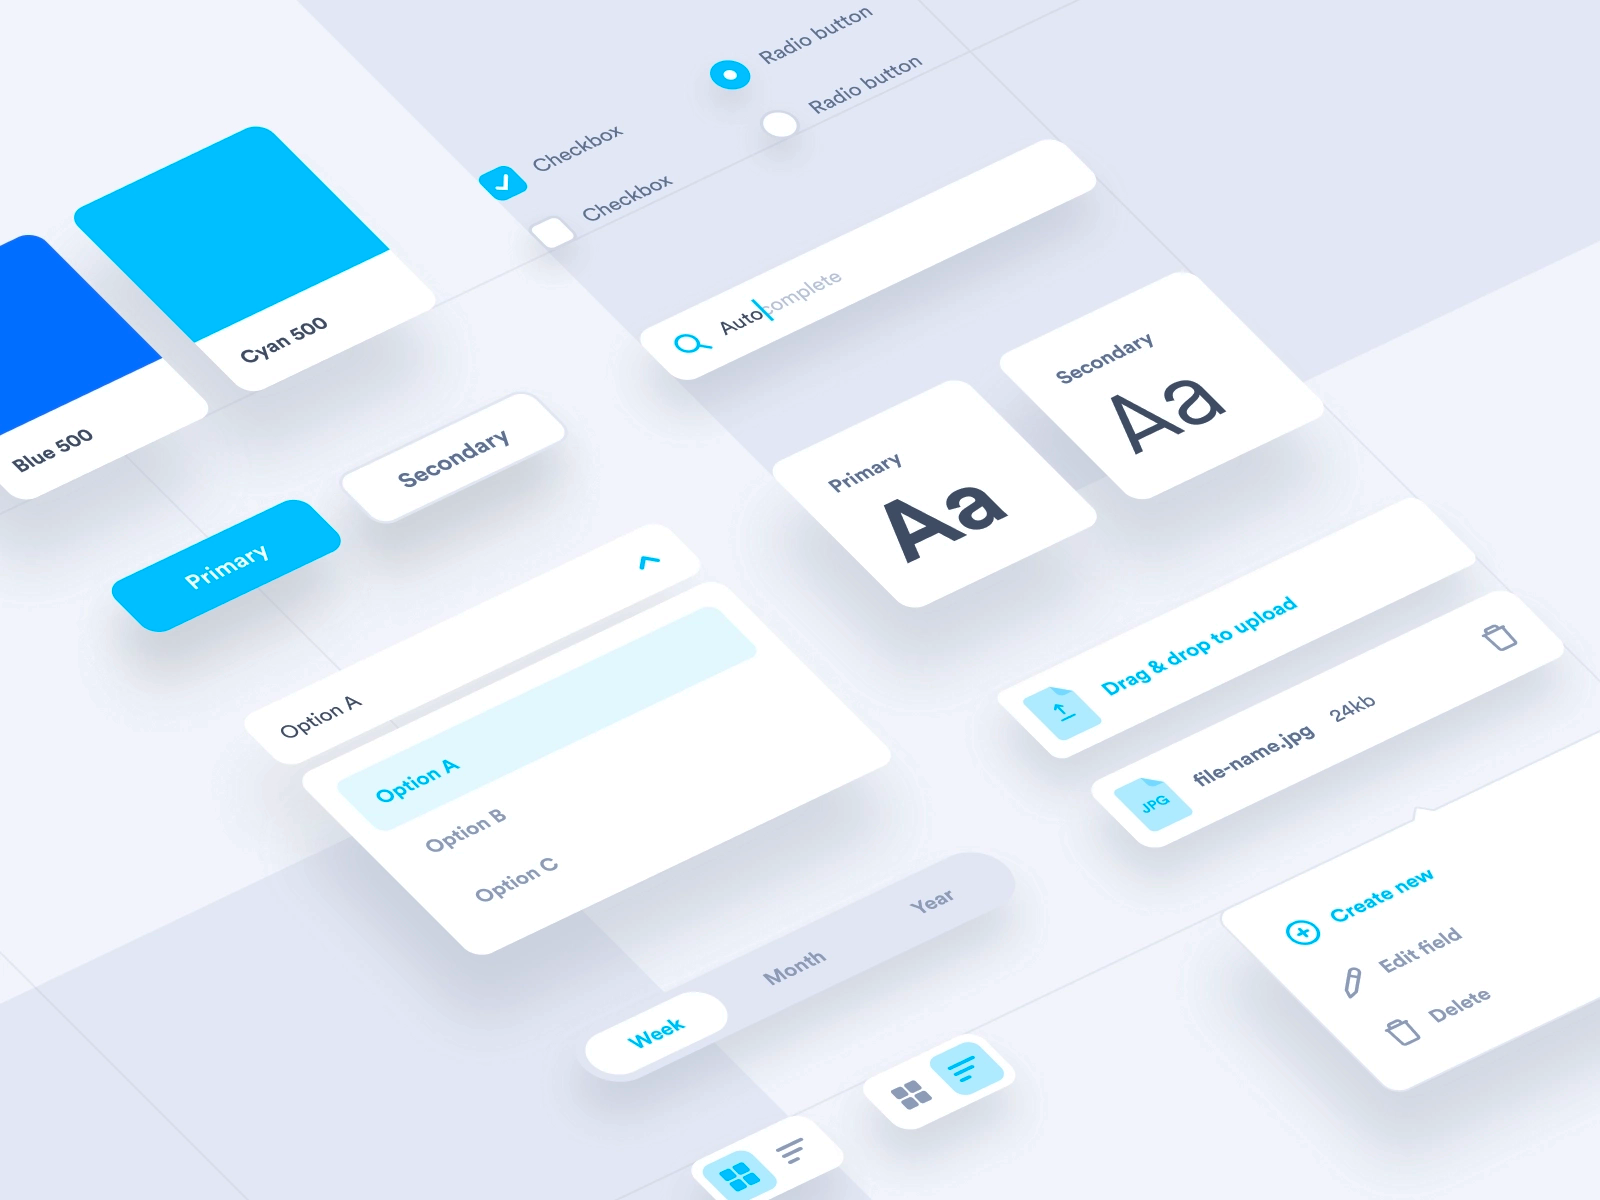 Radio button
Radio button
Checkbox
Checkbox
Autocomplete
Cyan 500
Blue 500
Secondary
Primary
Secondary
Aa
Primary
Aa
Option A
Option A
Option B
Option C
Drag & drop to upload
JPG file-name.jpg 24kb
Week Month Year
Create new
Edit field
Delete